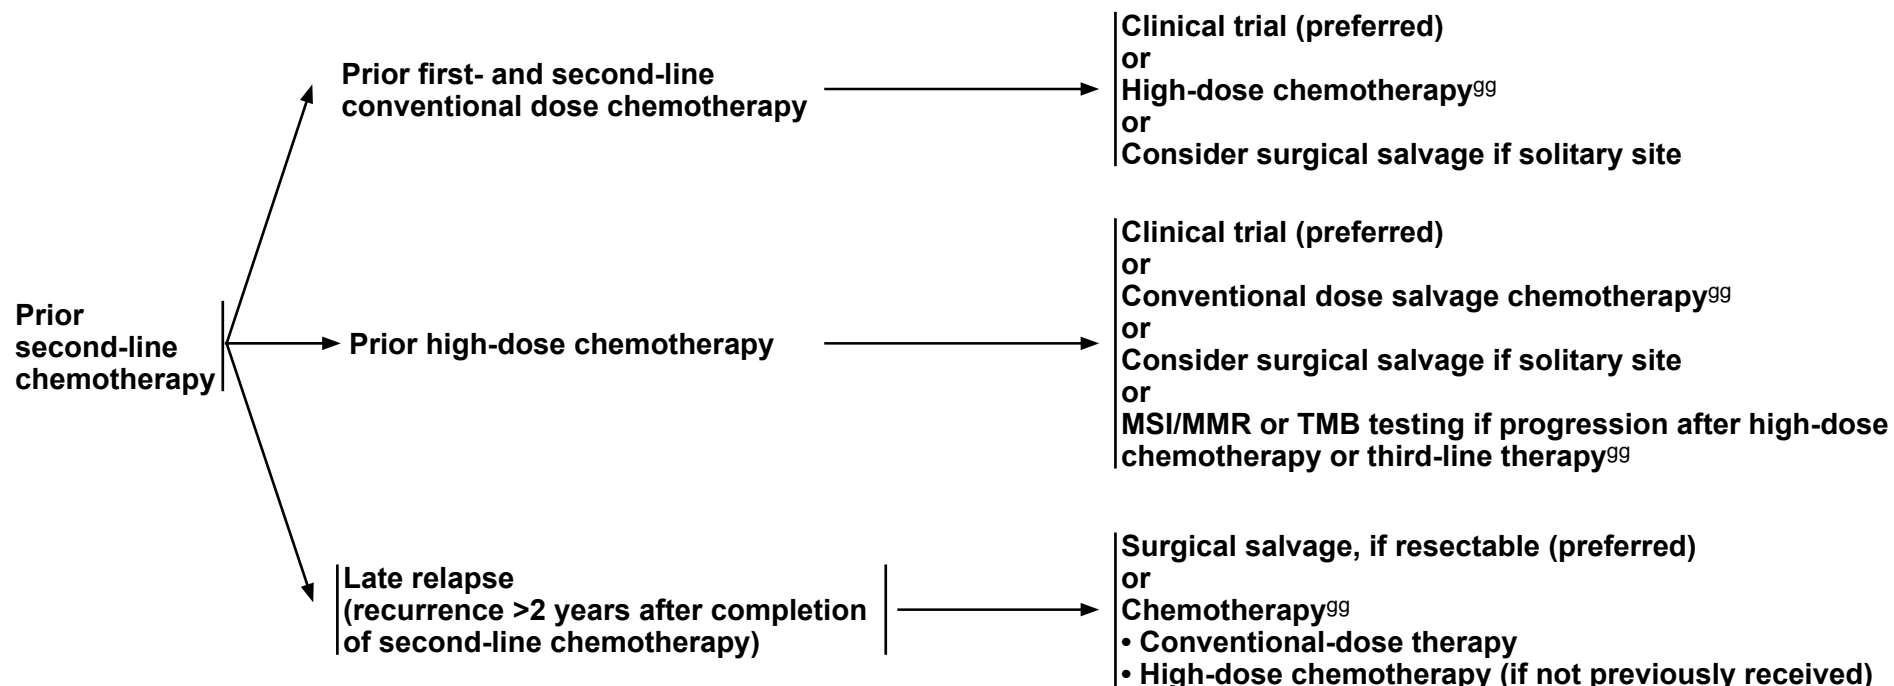 Prior
second-line
chemotherapy
Prior first- and second-line
conventional dose chemotherapy
Clinical trial (preferred)
or
High-dose chemotherapygg
or
Consider surgical salvage if solitary site
Prior high-dose chemotherapy
Clinical trial (preferred)
or
Conventional dose salvage chemotherapygg
or
Consider surgical salvage if solitary site
or
MSI/MMR or TMB testing if progression after high-dose
chemotherapy or third-line therapygg
Late relapse
(recurrence >2 years after completion
of second-line chemotherapy)
Surgical salvage, if resectable (preferred)
or
Chemotherapygg
• Conventional-dose therapy
• High-dose chemotherapy (if not previously received)